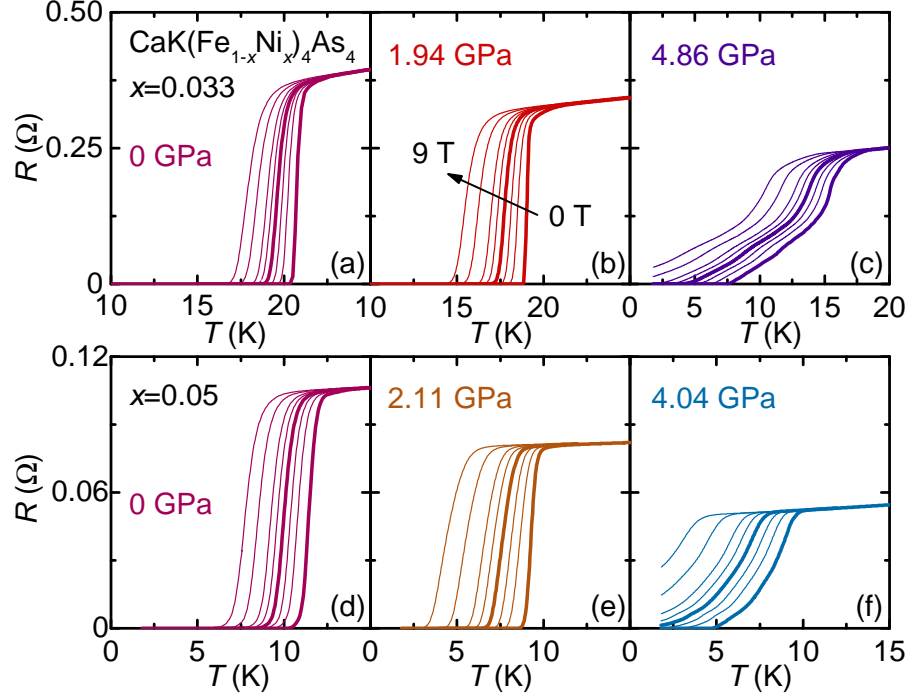 0.50
0.25
0
R (Ω)
CaK(Fe1-xNix)4As4
x=0.033
0 GPa
(a)
10 15 20
T (K)
1.94 GPa
9 T
0 T
(b)
10 15 20
T (K)
4.86 GPa
(c)
0 5 10 15 20
T (K)
0.12
0.06
0
R (Ω)
x=0.05
0 GPa
(d)
0 5 10
T (K)
2.11 GPa
(e)
0 5 10
T (K)
4.04 GPa
(f)
0 5 10 15
T (K)